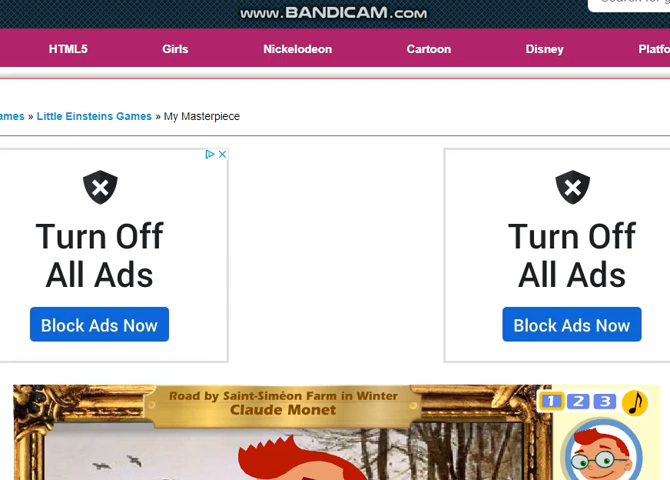 www.BANDICAM.com
HTML5 Girls Nickelodeon Cartoon Disney Platfo
ames » Little Einsteins Games » My Masterpiece
Turn Off
All Ads
Block Ads Now
Turn Off
All Ads
Block Ads Now
Road by Saint-Siméon Farm in Winter
Claude Monet
1 2 3